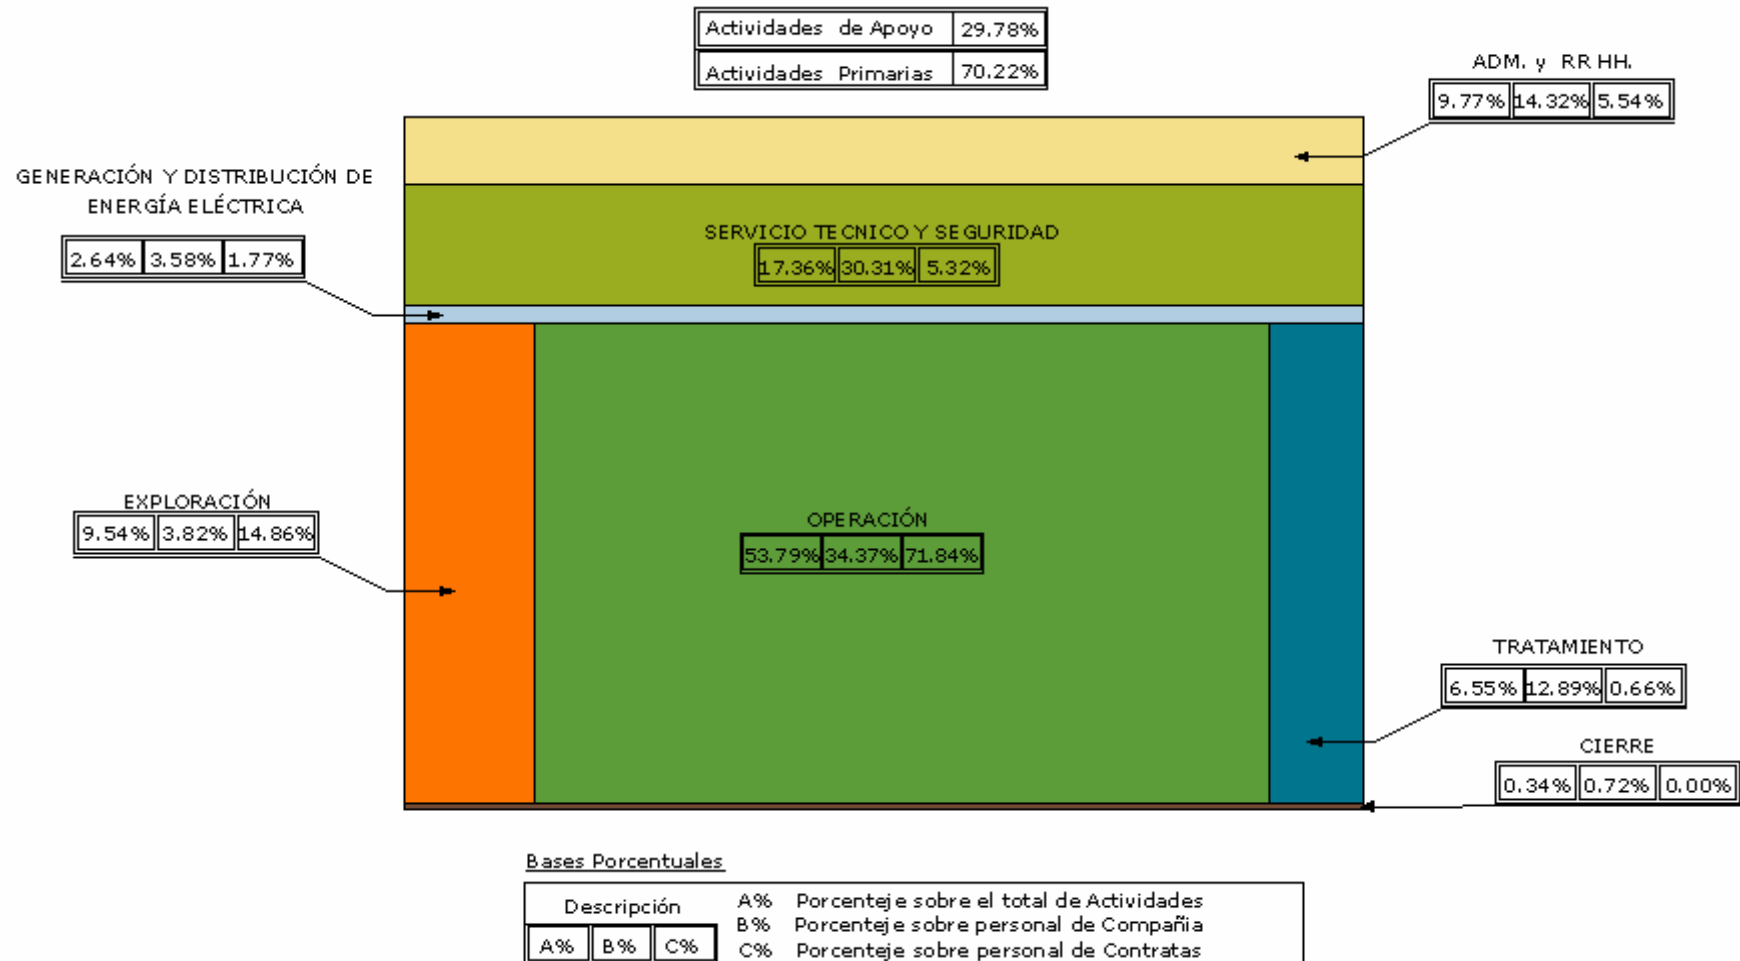 Actividades de Apoyo 29.78%
Actividades Primarias 70.22%
ADM. y RR HH.
9.77% 14.32% 5.54%
GENERACIÓN Y DISTRIBUCIÓN DE
ENERGÍA ELÉCTRICA
2.64% 3.58% 1.77%
SERVICIO TECNICO Y SEGURIDAD
17.36% 30.31% 5.32%
EXPLORACIÓN
9.54% 3.82% 14.86%
OPERACIÓN
53.79% 34.37% 71.84%
TRATAMIENTO
6.55% 12.89% 0.66%
CIERRE
0.34% 0.72% 0.00%
Bases Porcentuales
Descripción
A% B% C%
A% Porcenteje sobre el total de Actividades
B% Porcenteje sobre personal de Compañia
C% Porcenteje sobre personal de Contratas